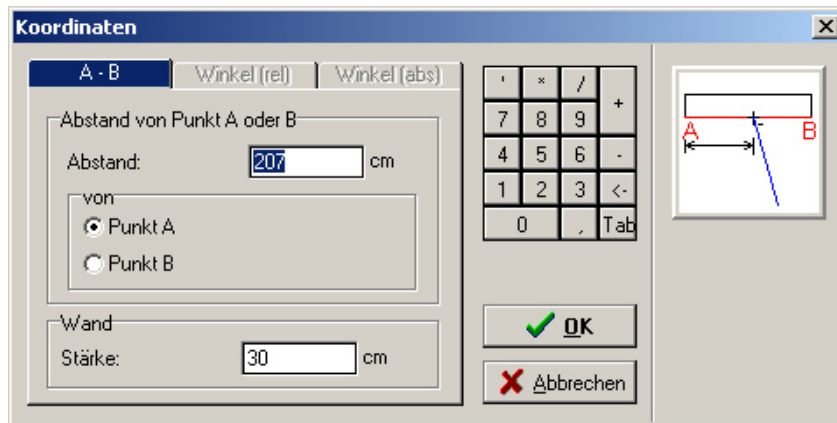 Koordinaten
A - B
Winkel (rel)
Winkel (abs)
Abstand von Punkt A oder B
Abstand: 207 cm
von
Punkt A
Punkt B
Wand
Stärke: 30 cm
' * / +
7 8 9
4 5 6 -
1 2 3 <-
0 , Tab
OK
Abbrechen
A B